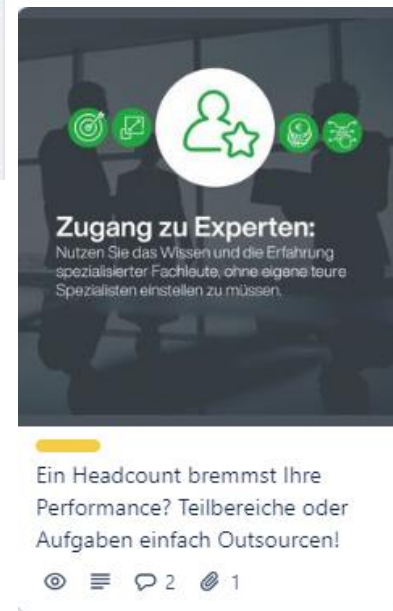 Zugang zu Experten:
Nutzen Sie das Wissen und die Erfahrung
spezialisierter Fachleute, ohne eigene teure
Spezialisten einstellen zu müssen.
Ein Headcount bremmst Ihre
Performance? Teilbereiche oder
Aufgaben einfach Outsourcen!
2 1